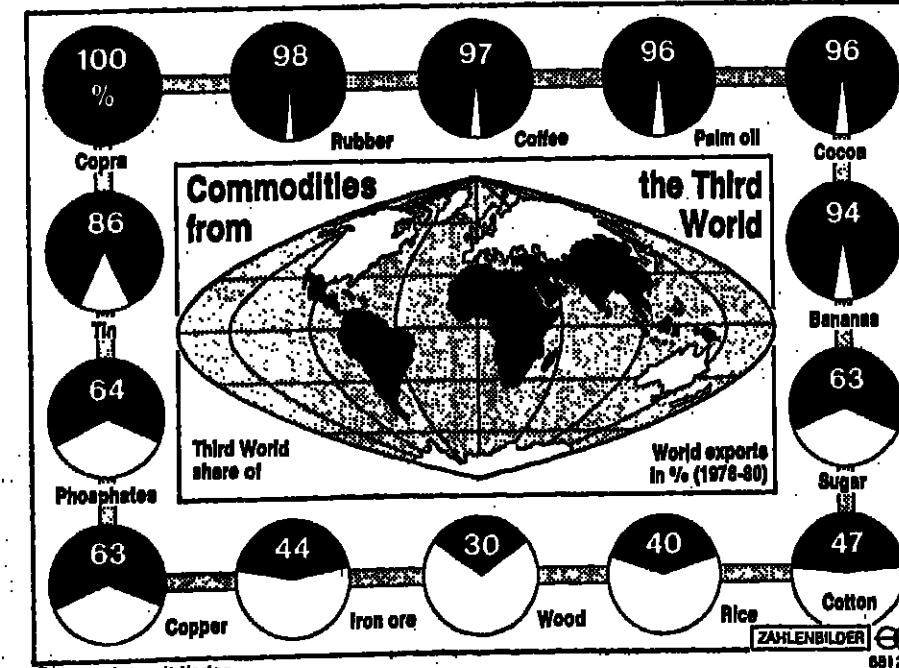 100
%
Copra
98
Rubber
97
Coffee
96
Palm oil
96
Cocoa
Commodities
from
the Third
World
86
Tin
94
Bananas
64
Phosphates
63
Sugar
Third World
share of
World exports
in % (1978-80)
63
Copper
44
Iron ore
30
Wood
40
Rice
47
Cotton
ZAHLENBILDER